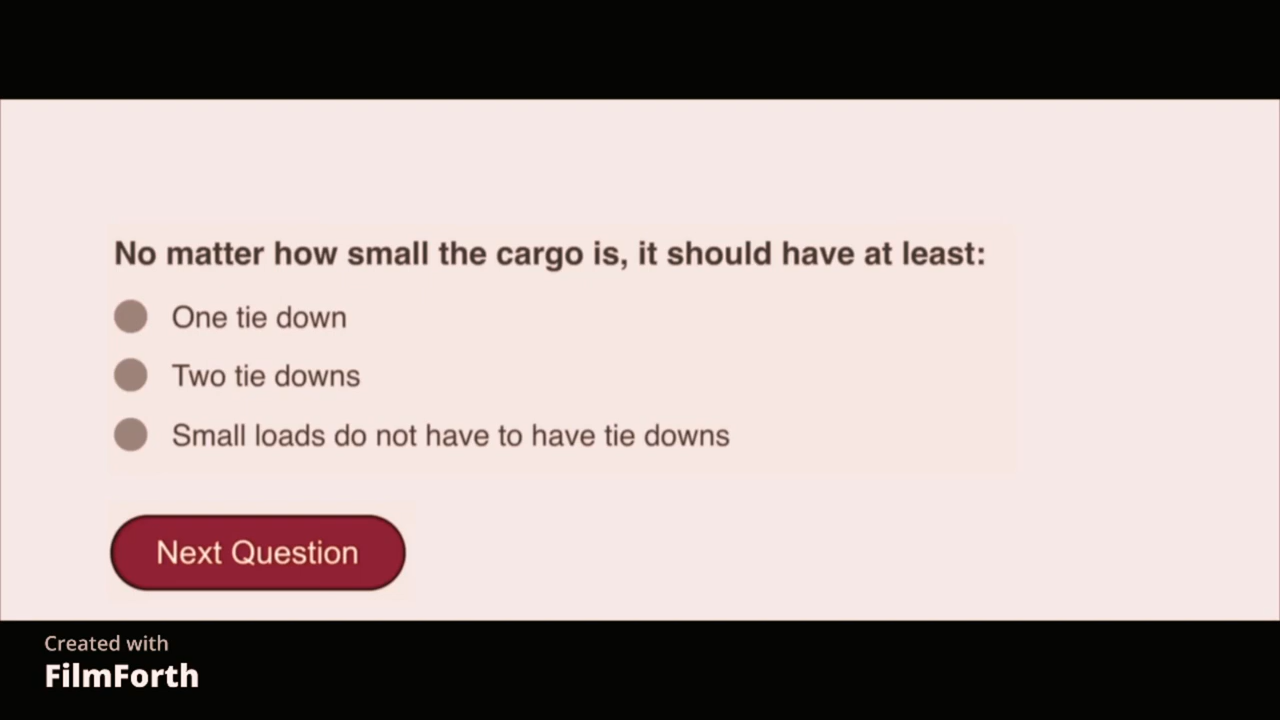 No matter how small the cargo is, it should have at least:
One tie down
Two tie downs
Small loads do not have to have tie downs
Next Question
Created with
FilmForth